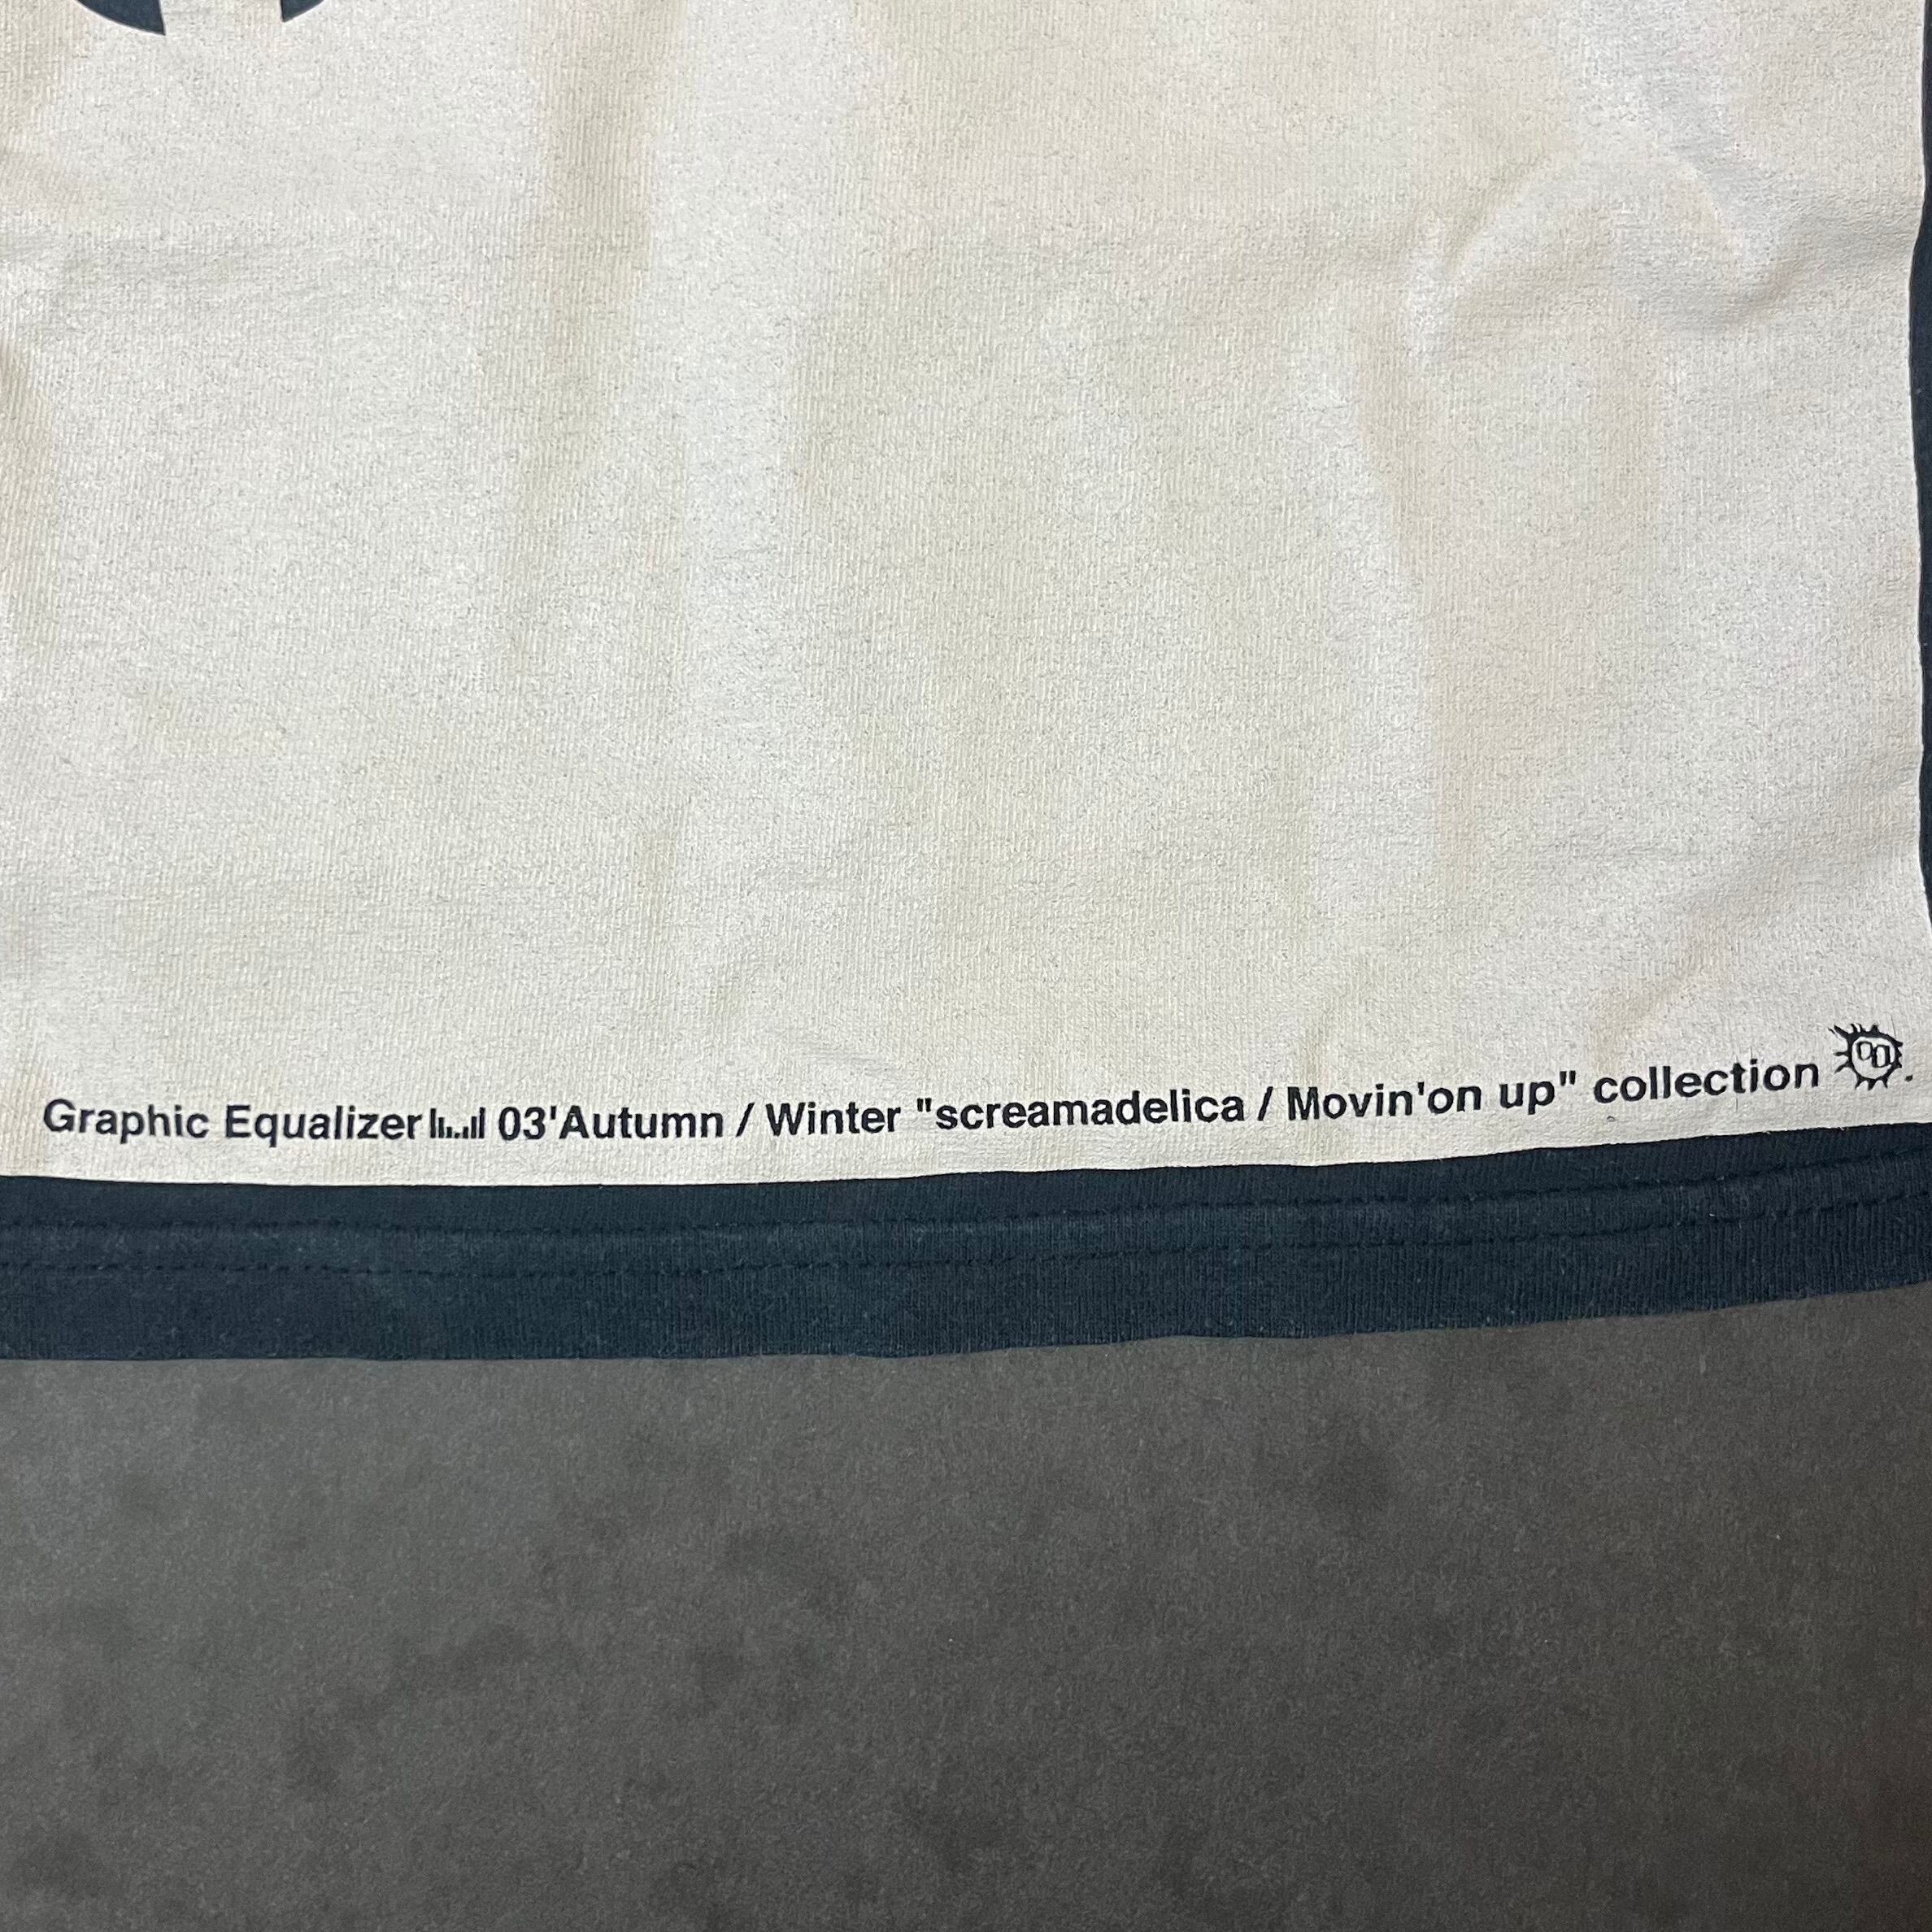 Graphic Equalizer 03'Autumn / Winter "screamadelica / Movin'on up" collection .